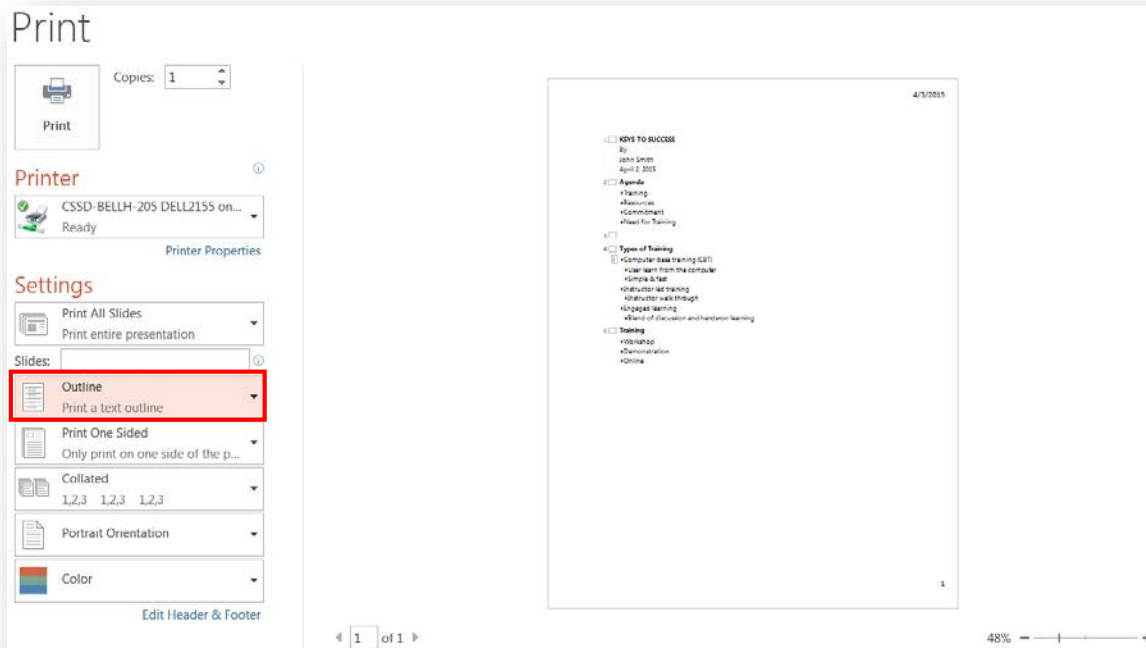 Print
Copies: 1
Print
Printer
CSSD-BELLH-205 DELL2155 on...
Ready
Printer Properties
Settings
Print All Slides
Print entire presentation
Slides:
Outline
Print a text outline
Print One Sided
Only print on one side of the p...
Collated
1,2,3 1,2,3 1,2,3
Portrait Orientation
Color
Edit Header & Footer
4/3/2015
1 KEYS TO SUCCESS
By
John Smith
April 2, 2015
2 Agenda
•Training
•Resources
•Commitment
•Need for Training
3
4 Types of Training
•Computer base training (CBT)
•User learn from the computer
•Simple & fast
•Instructor led training
•Instructor walk through
•Engaged learning
•Blend of discussion and hands-on learning
5 Training
•Workshop
•Demonstration
•Online
1
1 of 1
48%